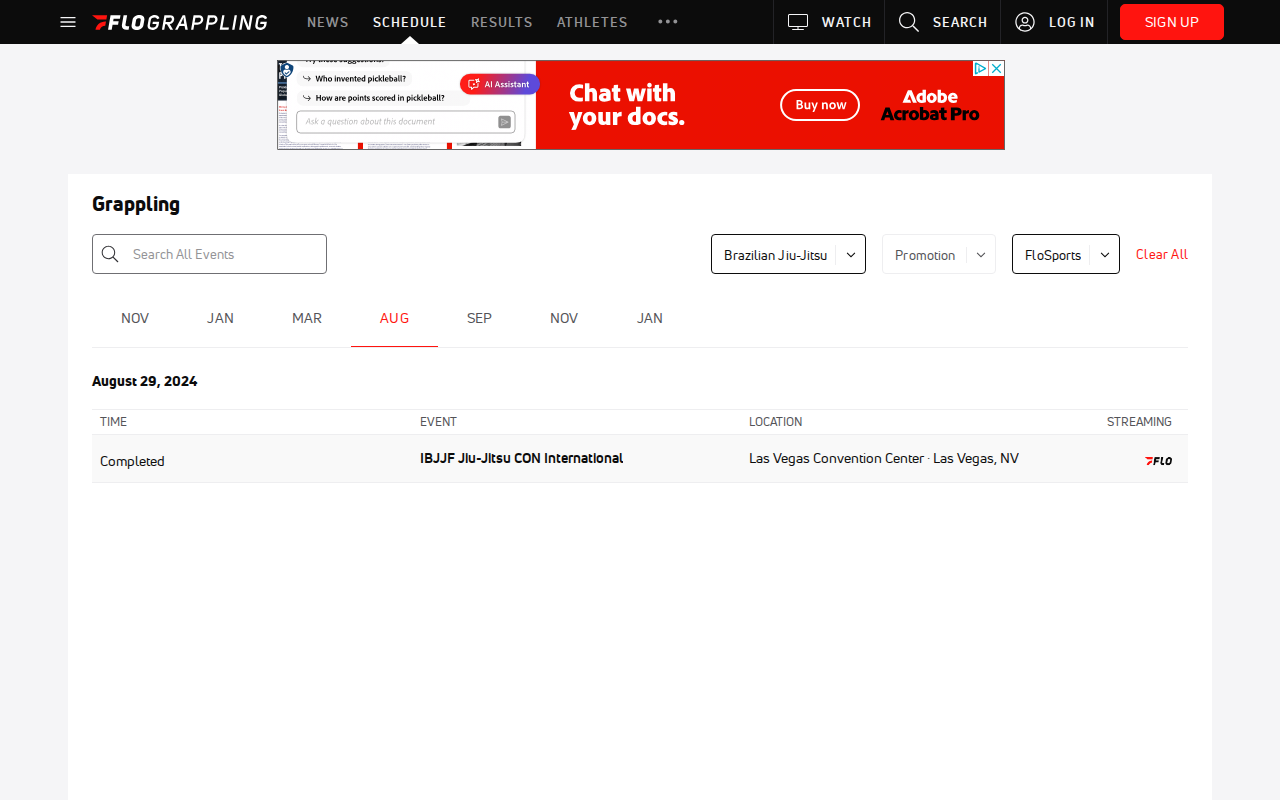 FLOGRAPPLING NEWS SCHEDULE RESULTS ATHLETES WATCH SEARCH LOG IN SIGN UP
Who invented pickleball?
How are points scored in pickleball?
Ask a question about this document
AI Assistant
Chat with
your docs.
Buy now
Adobe
Acrobat Pro
Grappling
Search All Events
Brazilian Jiu-Jitsu
Promotion
FloSports
Clear All
NOV JAN MAR AUG SEP NOV JAN
August 29, 2024
TIME EVENT LOCATION STREAMING
Completed IBJJF Jiu-Jitsu CON International Las Vegas Convention Center · Las Vegas, NV FLO